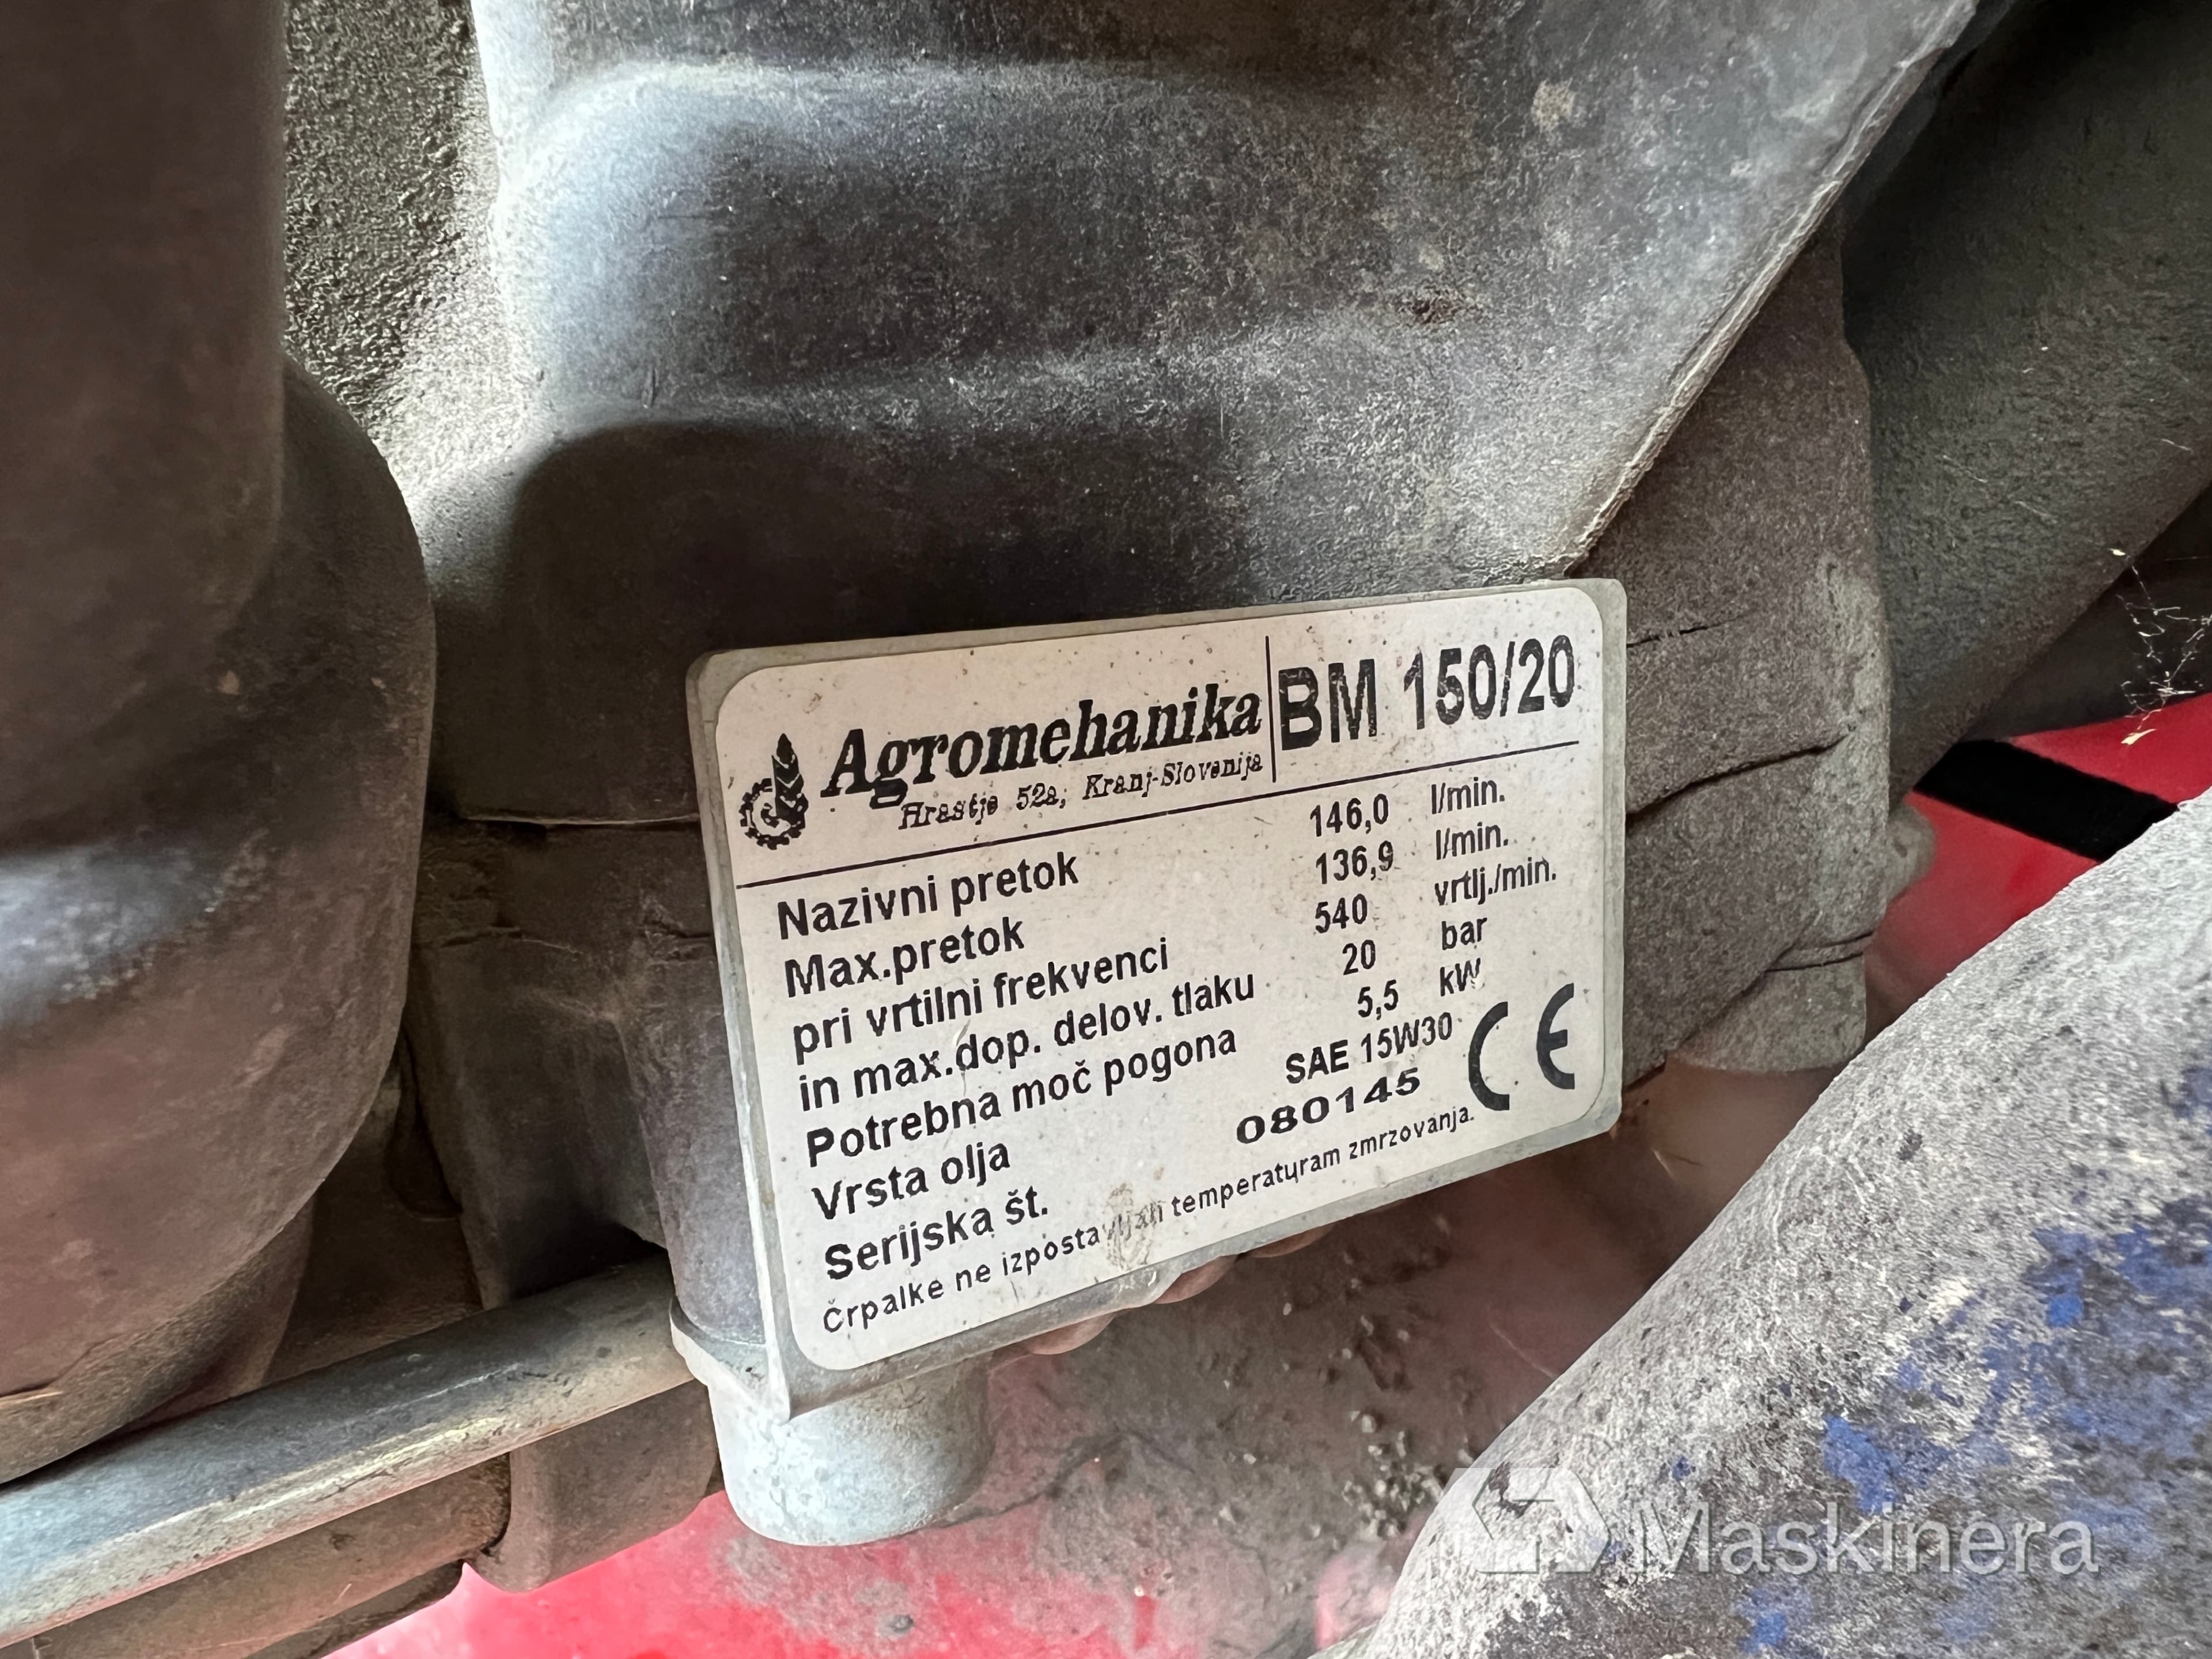 Agromehanika BM 150/20
Hrastje 52a, Kranj-Slovenija
Nazivni pretok 146,0 l/min.
Max.pretok 136,9 l/min.
pri vrtilni frekvenci 540 vrtlj./min.
in max.dop. delov. tlaku 20 bar
Potrebna moč pogona 5,5 kW
Vrsta olja SAE 15W30
Serijska št. 080145 CE
Črpalke ne izpostavljati temperaturam zmrzovanja.
Maskinera